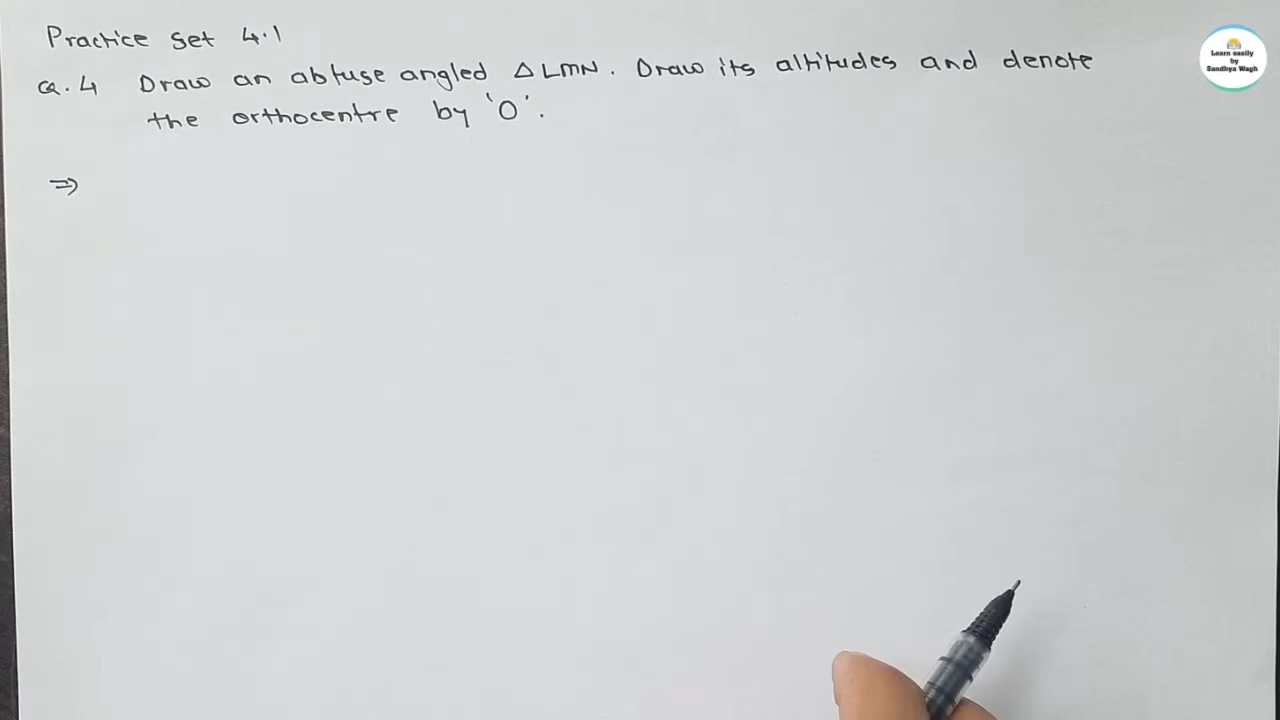 Practice set 4.1
Q.4 Draw an abtuse angled △LMN. Draw its altitudes and denote
the orthocentre by 'O'.
⇒
Learn easily
by
Sandhya Wagh